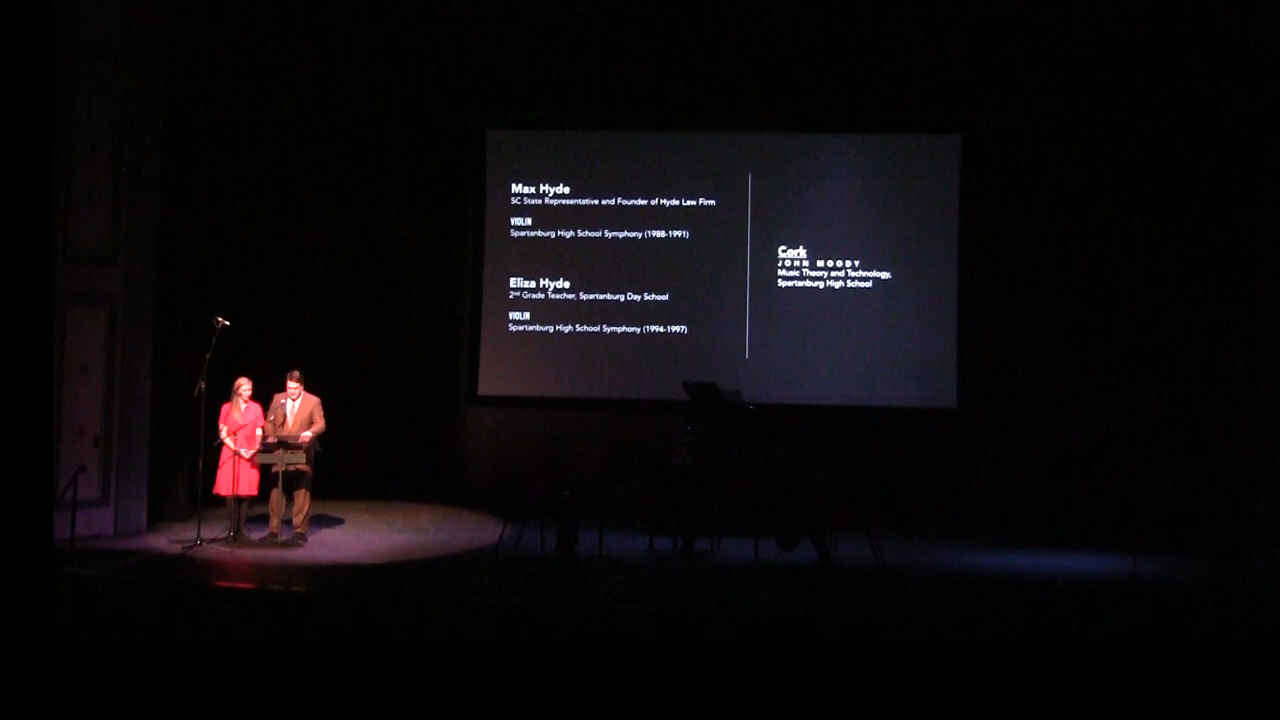 Max Hyde
SC State Representative and Founder of Hyde Law Firm
VIOLIN
Spartanburg High School Symphony (1988-1991)
Eliza Hyde
2nd Grade Teacher, Spartanburg Day School
VIOLIN
Spartanburg High School Symphony (1994-1997)
Cork
JOHN MOODY
Music Theory and Technology,
Spartanburg High School